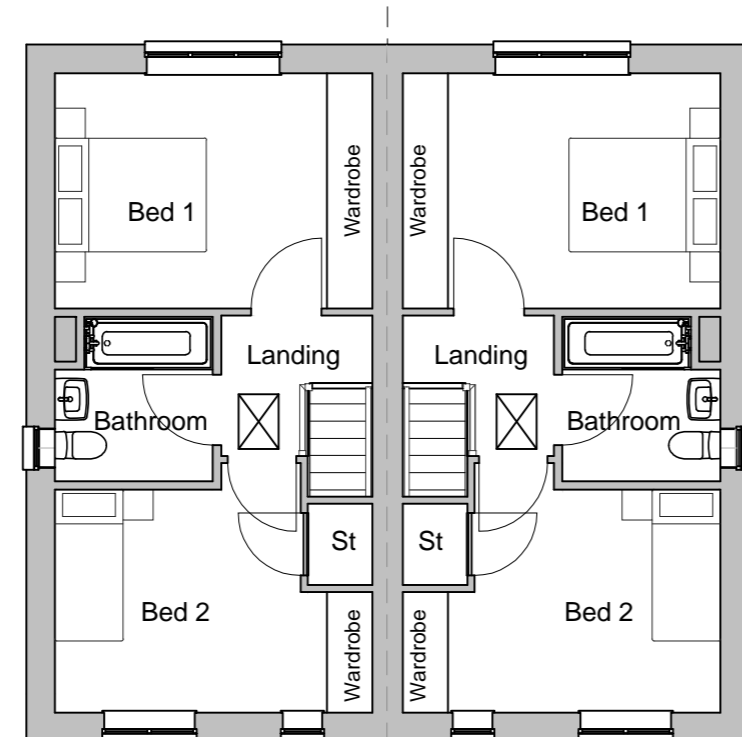 Wardrobe
Wardrobe
Bed 1
Bed 1
Landing
Landing
Bathroom
Bathroom
St
St
Bed 2
Bed 2
Wardrobe
Wardrobe